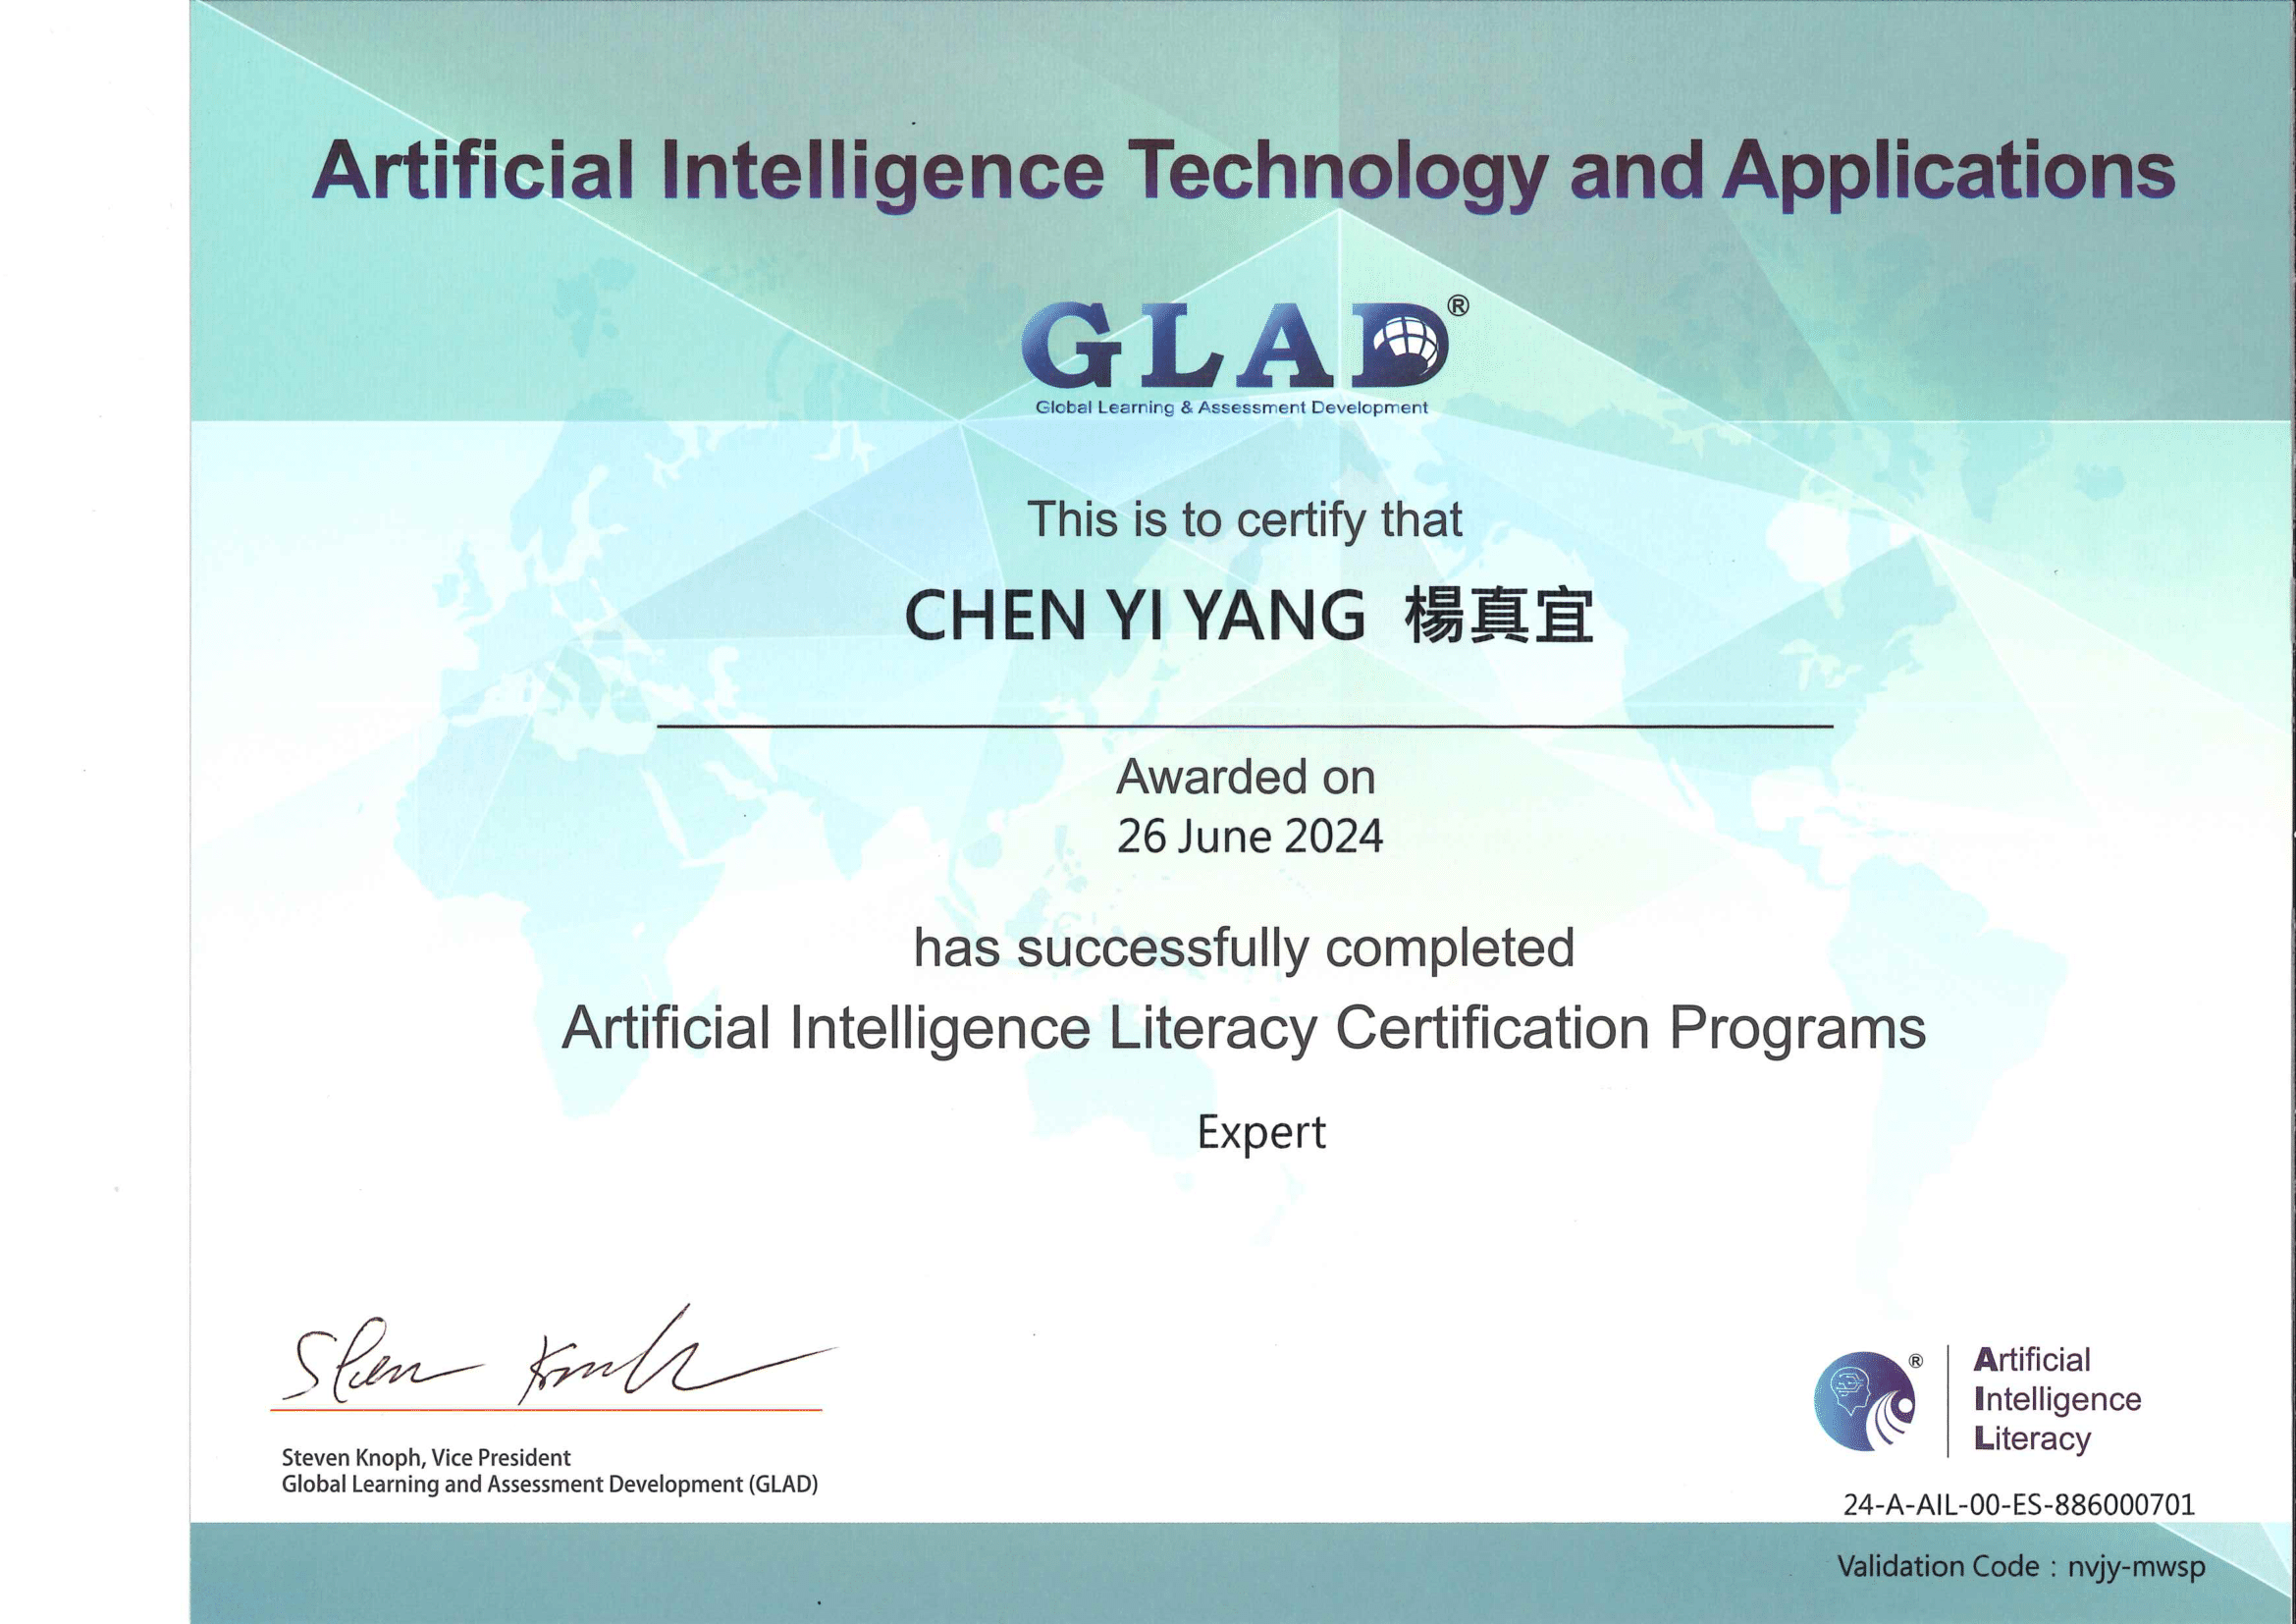 Artificial Intelligence Technology and Applications
GLAD®
Global Learning & Assessment Development
This is to certify that
CHEN YI YANG 楊真宜
Awarded on
26 June 2024
has successfully completed
Artificial Intelligence Literacy Certification Programs
Expert
Steven Knoph, Vice President
Global Learning and Assessment Development (GLAD)
®
Artificial
Intelligence
Literacy
24-A-AIL-00-ES-886000701
Validation Code : nvjy-mwsp